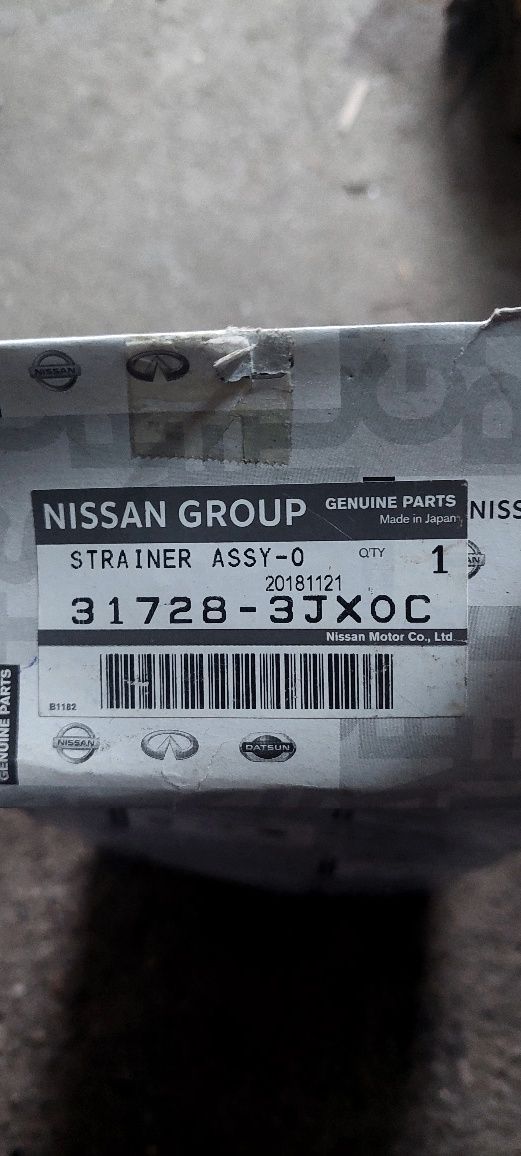 NISSAN
NISSAN GROUP
GENUINE PARTS
Made in Japan
STRAINER ASSY-O
QTY
1
20181121
31728-3JX0C
Nissan Motor Co., Ltd
B1182
NISS
GENUINE PARTS
NISSAN
DATSUN